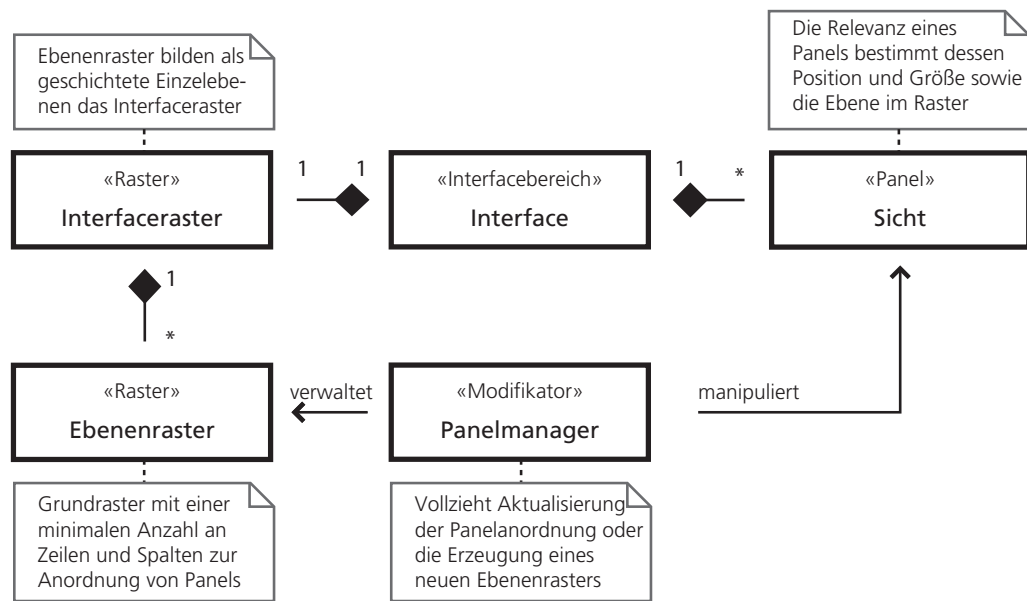 Ebenenraster bilden als
geschichtete Einzelebe-
nen das Interfaceraster
Die Relevanz eines
Panels bestimmt dessen
Position und Größe sowie
die Ebene im Raster
«Raster»
Interfaceraster
1
1
«Interfacebereich»
Interface
1
*
«Panel»
Sicht
1
*
«Raster»
Ebenenraster
verwaltet
«Modifikator»
Panelmanager
manipuliert
Grundraster mit einer
minimalen Anzahl an
Zeilen und Spalten zur
Anordnung von Panels
Vollzieht Aktualisierung
der Panelanordnung oder
die Erzeugung eines
neuen Ebenenrasters